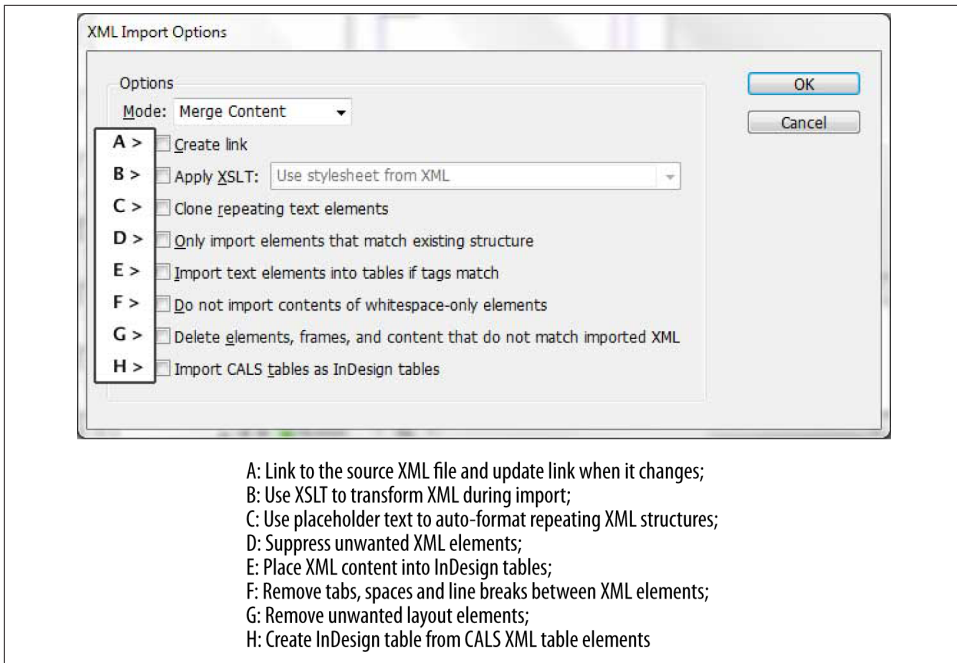 XML Import Options
Options
Mode: Merge Content
OK
Cancel
A > Create link
B > Apply XSLT: Use stylesheet from XML
C > Clone repeating text elements
D > Only import elements that match existing structure
E > Import text elements into tables if tags match
F > Do not import contents of whitespace-only elements
G > Delete elements, frames, and content that do not match imported XML
H > Import CALS tables as InDesign tables
A: Link to the source XML file and update link when it changes;
B: Use XSLT to transform XML during import;
C: Use placeholder text to auto-format repeating XML structures;
D: Suppress unwanted XML elements;
E: Place XML content into InDesign tables;
F: Remove tabs, spaces and line breaks between XML elements;
G: Remove unwanted layout elements;
H: Create InDesign table from CALS XML table elements